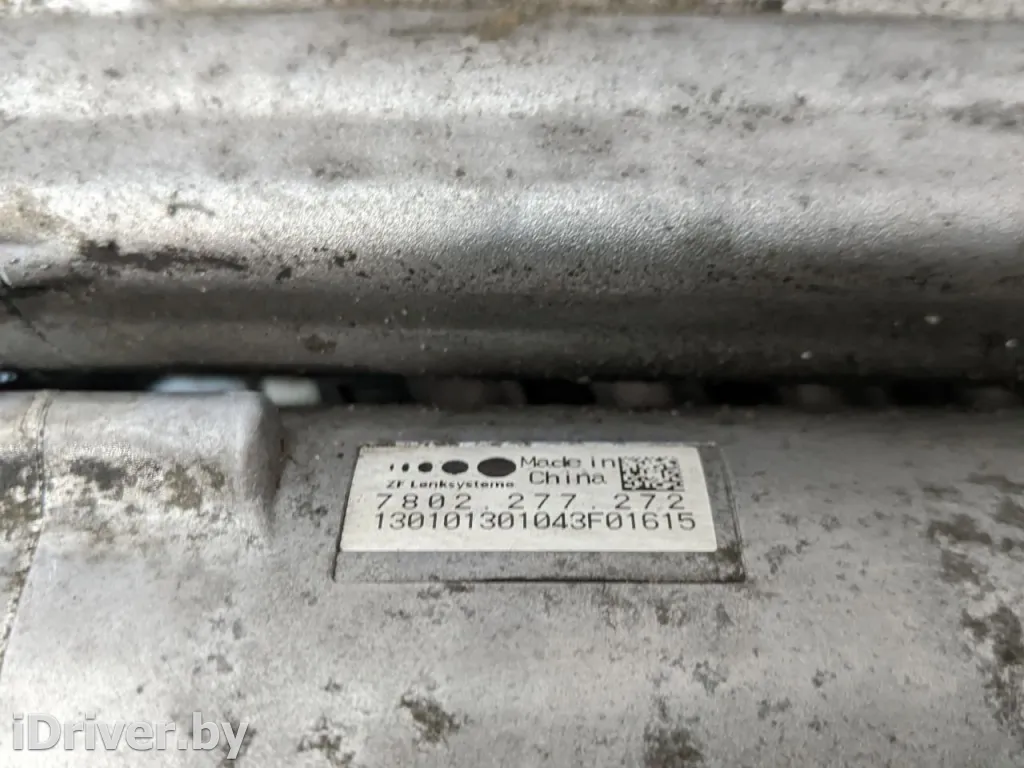 Made in
China
ZF Lenksysteme
7802.277.272
130101301043F01615
iDriver.by